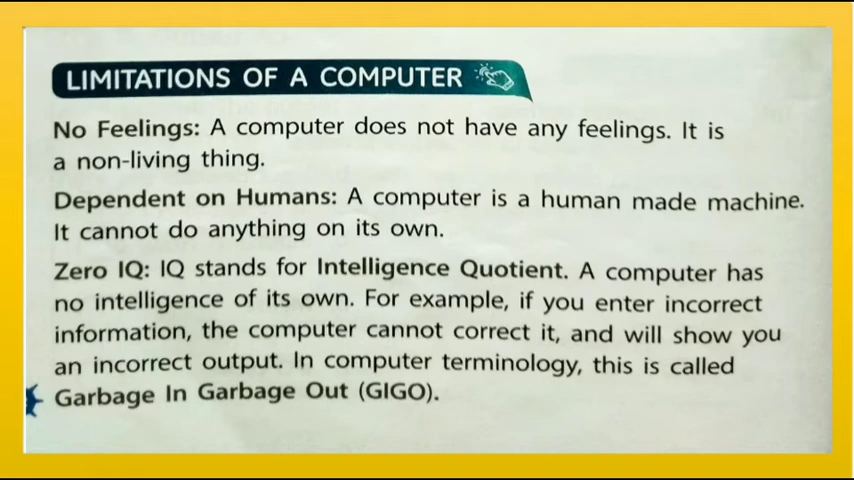 LIMITATIONS OF A COMPUTER
No Feelings: A computer does not have any feelings. It is
a non-living thing.
Dependent on Humans: A computer is a human made machine.
It cannot do anything on its own.
Zero IQ: IQ stands for Intelligence Quotient. A computer has
no intelligence of its own. For example, if you enter incorrect
information, the computer cannot correct it, and will show you
an incorrect output. In computer terminology, this is called
Garbage In Garbage Out (GIGO).